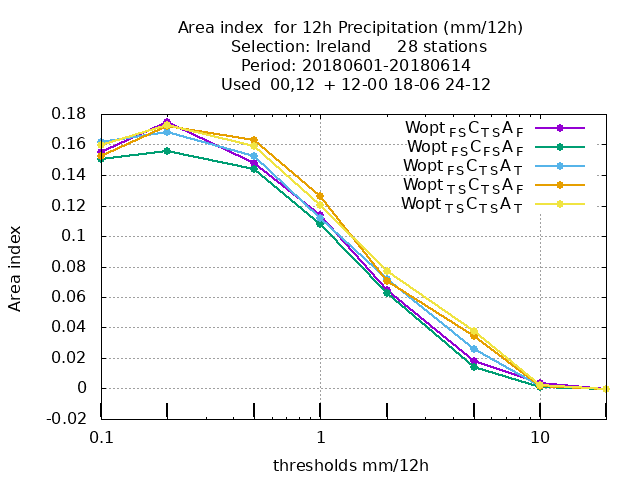 Area index  for 12h Precipitation (mm/12h)
Selection: Ireland     28 stations
Period: 20180601-20180614
Used  00,12  + 12-00 18-06 24-12
Wopt FS C TS A F
Wopt FS C FS A F
Wopt FS C TS A T
Wopt TS C TS A F
Wopt TS C TS A T
0.18
0.16
0.14
0.12
0.1
0.08
0.06
0.04
0.02
0
-0.02
Area index
0.1 1 10
thresholds mm/12h